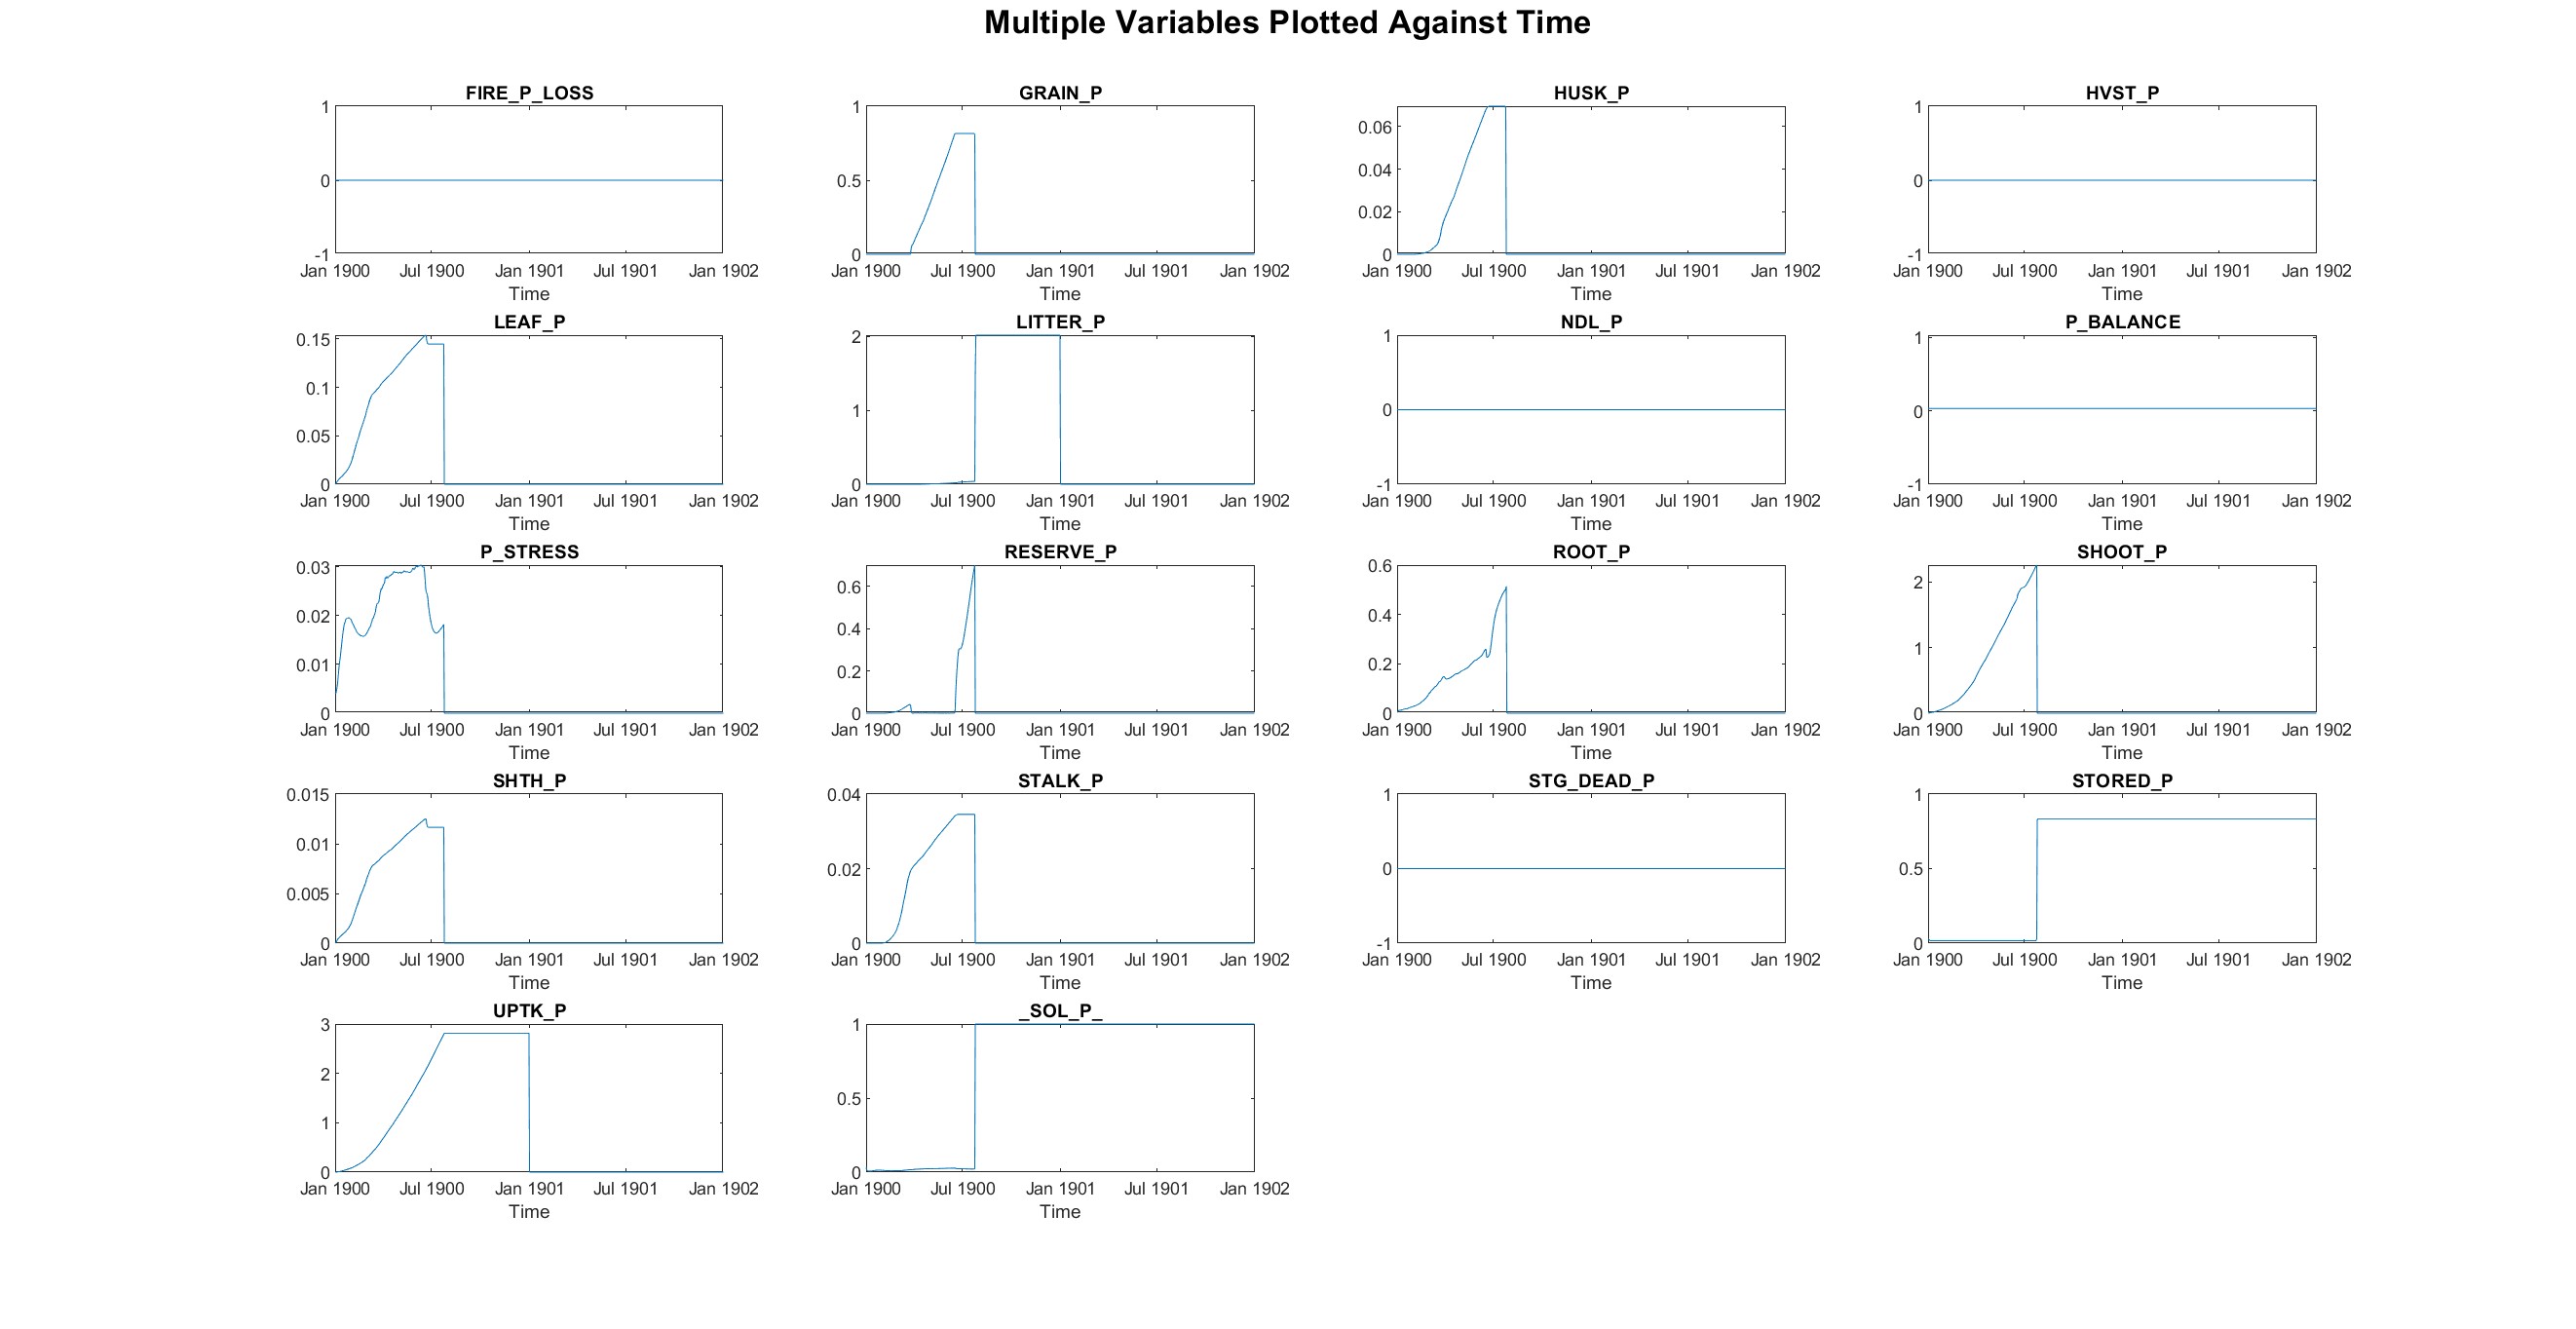 Multiple Variables Plotted Against Time
FIRE_P_LOSS
1
0
-1
Jan 1900 Jul 1900 Jan 1901 Jul 1901 Jan 1902
Time
GRAIN_P
1
0.5
0
Jan 1900 Jul 1900 Jan 1901 Jul 1901 Jan 1902
Time
HUSK_P
0.06
0.04
0.02
0
Jan 1900 Jul 1900 Jan 1901 Jul 1901 Jan 1902
Time
HVST_P
1
0
-1
Jan 1900 Jul 1900 Jan 1901 Jul 1901 Jan 1902
Time
LEAF_P
0.15
0.1
0.05
0
Jan 1900 Jul 1900 Jan 1901 Jul 1901 Jan 1902
Time
LITTER_P
2
1
0
Jan 1900 Jul 1900 Jan 1901 Jul 1901 Jan 1902
Time
NDL_P
1
0
-1
Jan 1900 Jul 1900 Jan 1901 Jul 1901 Jan 1902
Time
P_BALANCE
1
0
-1
Jan 1900 Jul 1900 Jan 1901 Jul 1901 Jan 1902
Time
P_STRESS
0.03
0.02
0.01
0
Jan 1900 Jul 1900 Jan 1901 Jul 1901 Jan 1902
Time
RESERVE_P
0.6
0.4
0.2
0
Jan 1900 Jul 1900 Jan 1901 Jul 1901 Jan 1902
Time
ROOT_P
0.6
0.4
0.2
0
Jan 1900 Jul 1900 Jan 1901 Jul 1901 Jan 1902
Time
SHOOT_P
2
1
0
Jan 1900 Jul 1900 Jan 1901 Jul 1901 Jan 1902
Time
SHTH_P
0.015
0.01
0.005
0
Jan 1900 Jul 1900 Jan 1901 Jul 1901 Jan 1902
Time
STALK_P
0.04
0.02
0
Jan 1900 Jul 1900 Jan 1901 Jul 1901 Jan 1902
Time
STG_DEAD_P
1
0
-1
Jan 1900 Jul 1900 Jan 1901 Jul 1901 Jan 1902
Time
STORED_P
1
0.5
0
Jan 1900 Jul 1900 Jan 1901 Jul 1901 Jan 1902
Time
UPTK_P
3
2
1
0
Jan 1900 Jul 1900 Jan 1901 Jul 1901 Jan 1902
Time
_SOL_P_
1
0.5
0
Jan 1900 Jul 1900 Jan 1901 Jul 1901 Jan 1902
Time